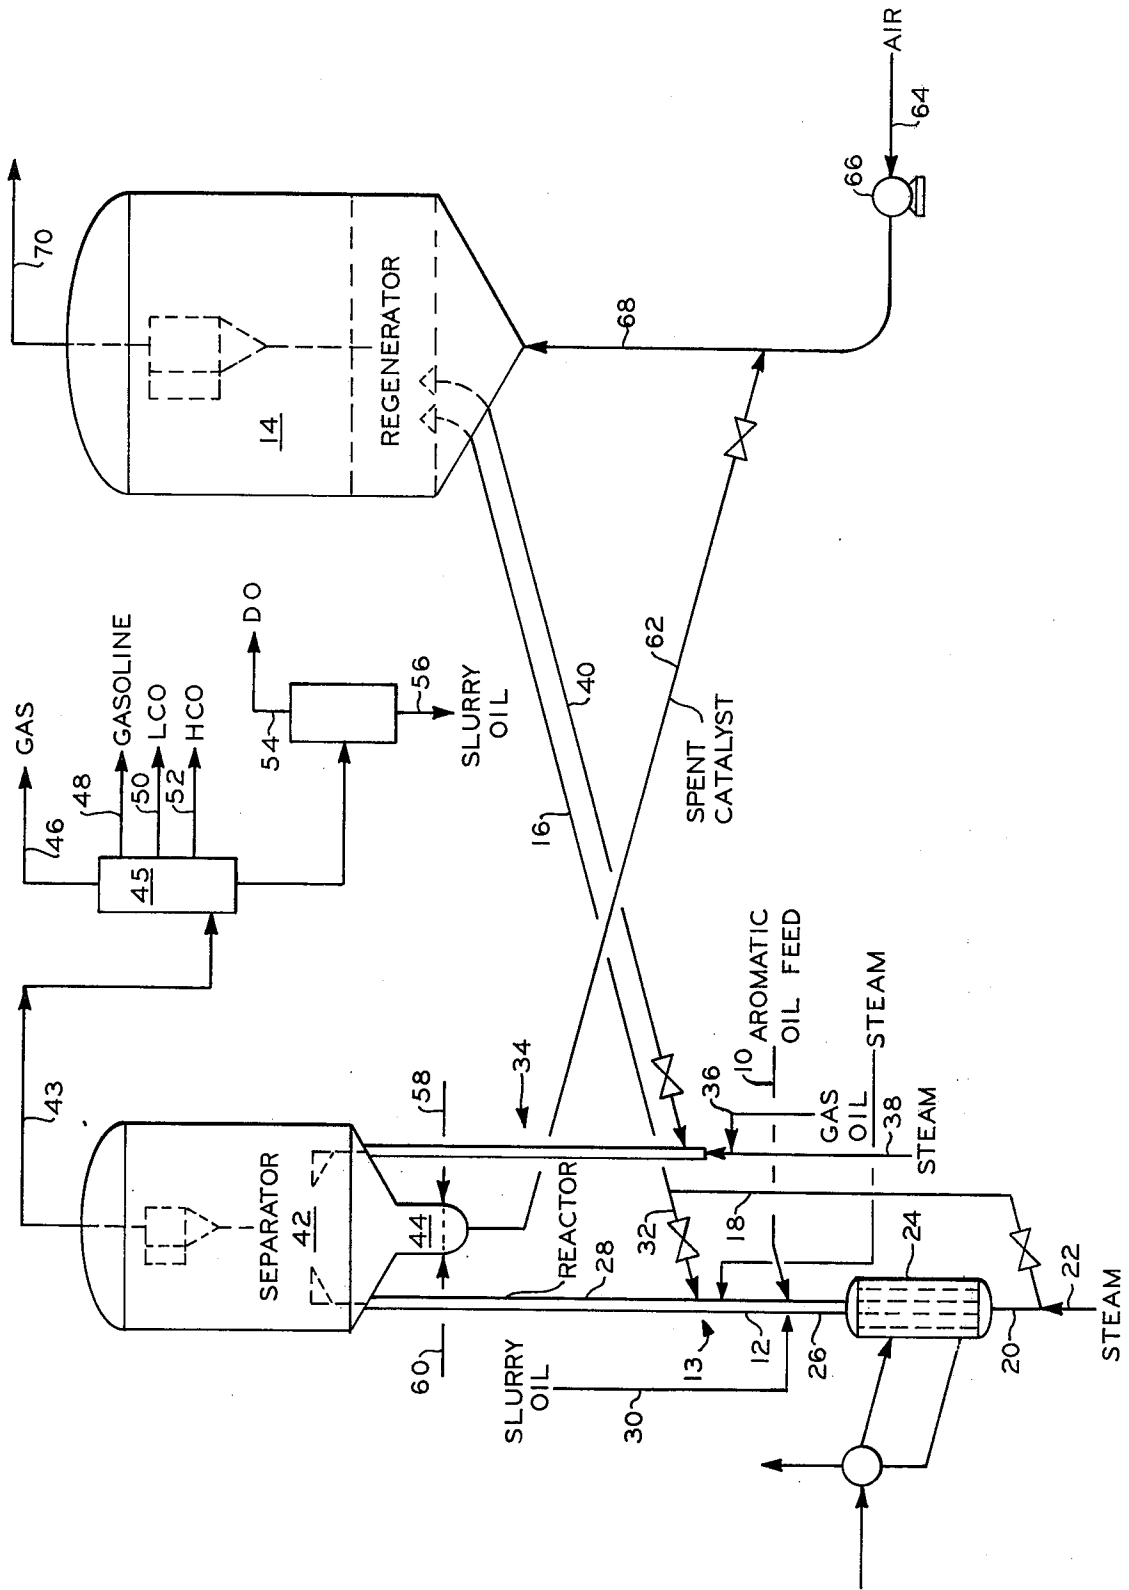 70
GAS
46
48
GASOLINE
50
LCO
52
HCO
45
43
DO
54
56
SLURRY
OIL
14
REGENERATOR
SEPARATOR
42
44
58
60
34
REACTOR
28
16
40
62
SPENT
CATALYST
68
66
64
AIR
SLURRY
OIL
30
13
12
26
32
18
36
10
AROMATIC
OIL FEED
GAS
OIL
STEAM
38
STEAM
24
20
22
STEAM